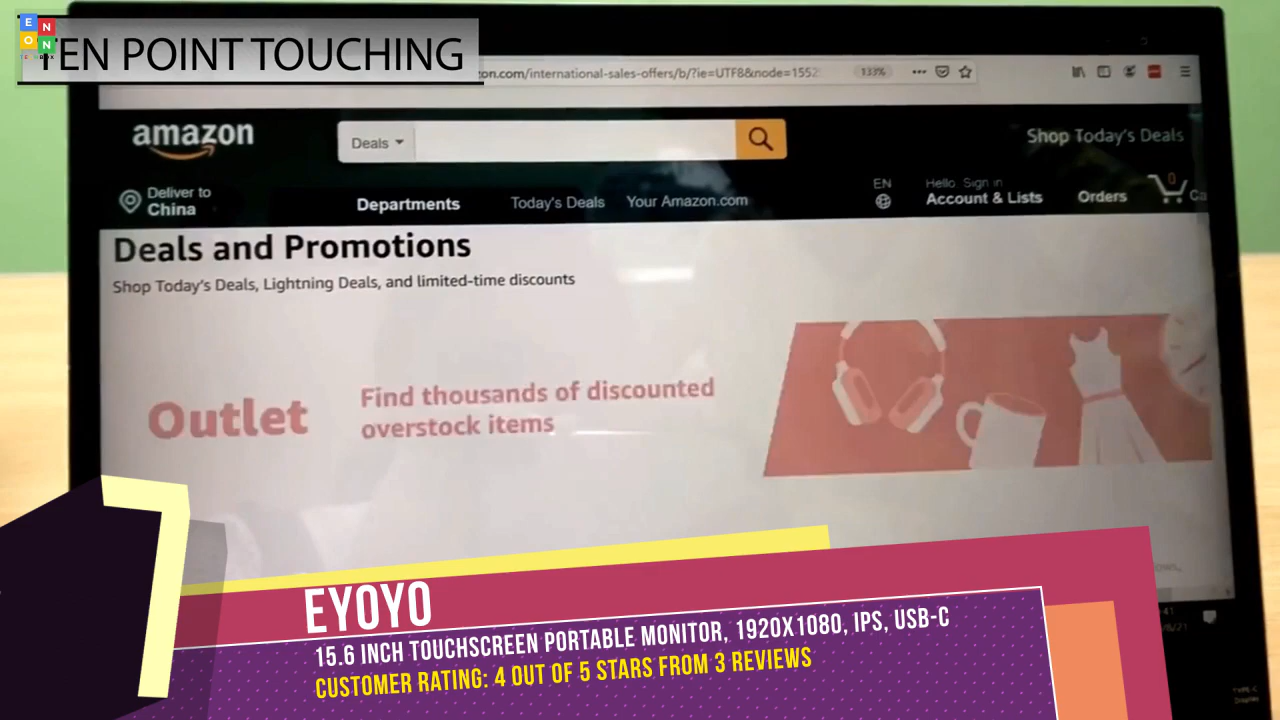 E N
O N
TEN POINT TOUCHING
zon.com/international-sales-offers/b/?ie=UTF8&node=1552
133%
amazon
Deals
Shop Today's Deals
Deliver to
China
Departments
Today's Deals
Your Amazon.com
EN
Hello. Sign in
Account & Lists
Orders
0
Ca
Deals and Promotions
Shop Today's Deals, Lightning Deals, and limited-time discounts
Outlet
Find thousands of discounted
overstock items
7
EYOYO
15.6 INCH TOUCHSCREEN PORTABLE MONITOR, 1920X1080, IPS, USB-C
CUSTOMER RATING: 4 OUT OF 5 STARS FROM 3 REVIEWS
TYPE-C
Display